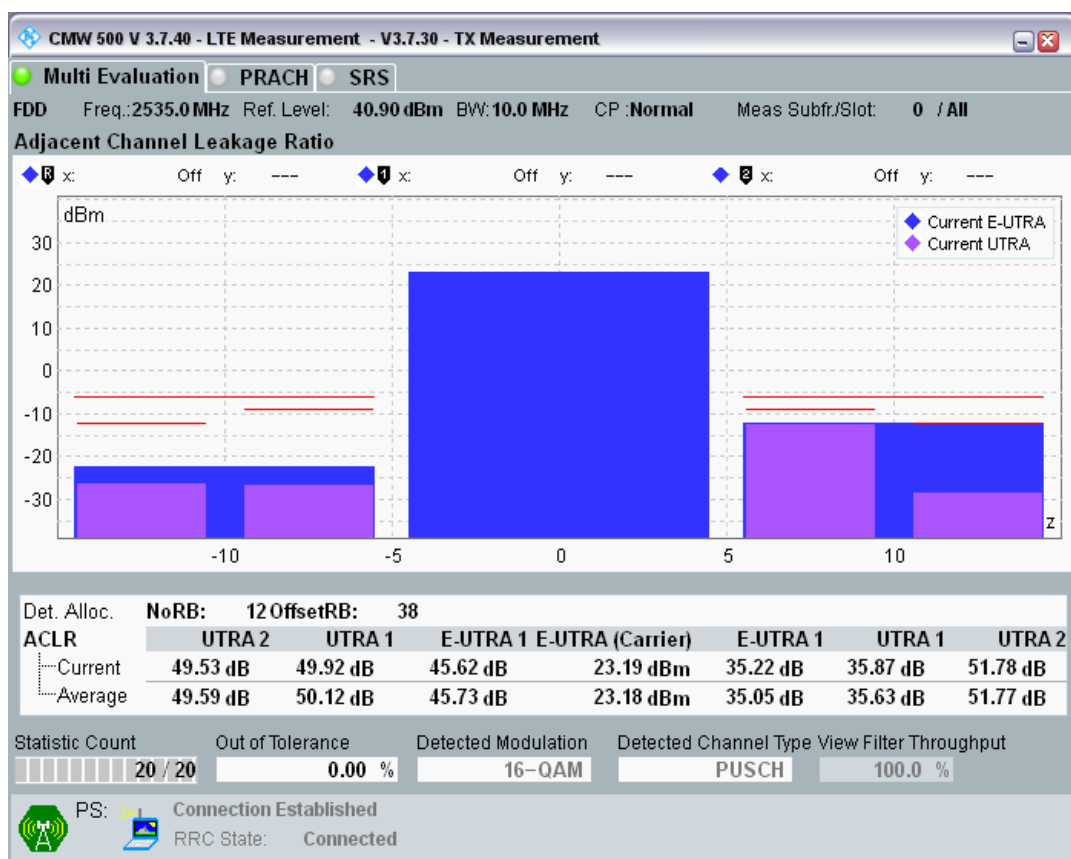 CMW 500 V 3.7.40 - LTE Measurement - V3.7.30 - TX Measurement
Multi Evaluation PRACH SRS
FDD Freq.:2535.0 MHz Ref. Level: 40.90 dBm BW:10.0 MHz CP :Normal Meas Subfr./Slot: 0 / All
Adjacent Channel Leakage Ratio
R x: Off y: --- 1 x: Off y: --- 2 x: Off y: ---
dBm
Current E-UTRA
Current UTRA
30
20
10
0
-10
-20
-30
z
-10 -5 0 5 10
Det. Alloc. NoRB: 12 OffsetRB: 38
ACLR UTRA 2 UTRA 1 E-UTRA 1 E-UTRA (Carrier) E-UTRA 1 UTRA 1 UTRA 2
Current 49.53 dB 49.92 dB 45.62 dB 23.19 dBm 35.22 dB 35.87 dB 51.78 dB
Average 49.59 dB 50.12 dB 45.73 dB 23.18 dBm 35.05 dB 35.63 dB 51.77 dB
Statistic Count Out of Tolerance Detected Modulation Detected Channel Type View Filter Throughput
20 / 20 0.00 % 16-QAM PUSCH 100.0 %
PS: Connection Established
RRC State: Connected